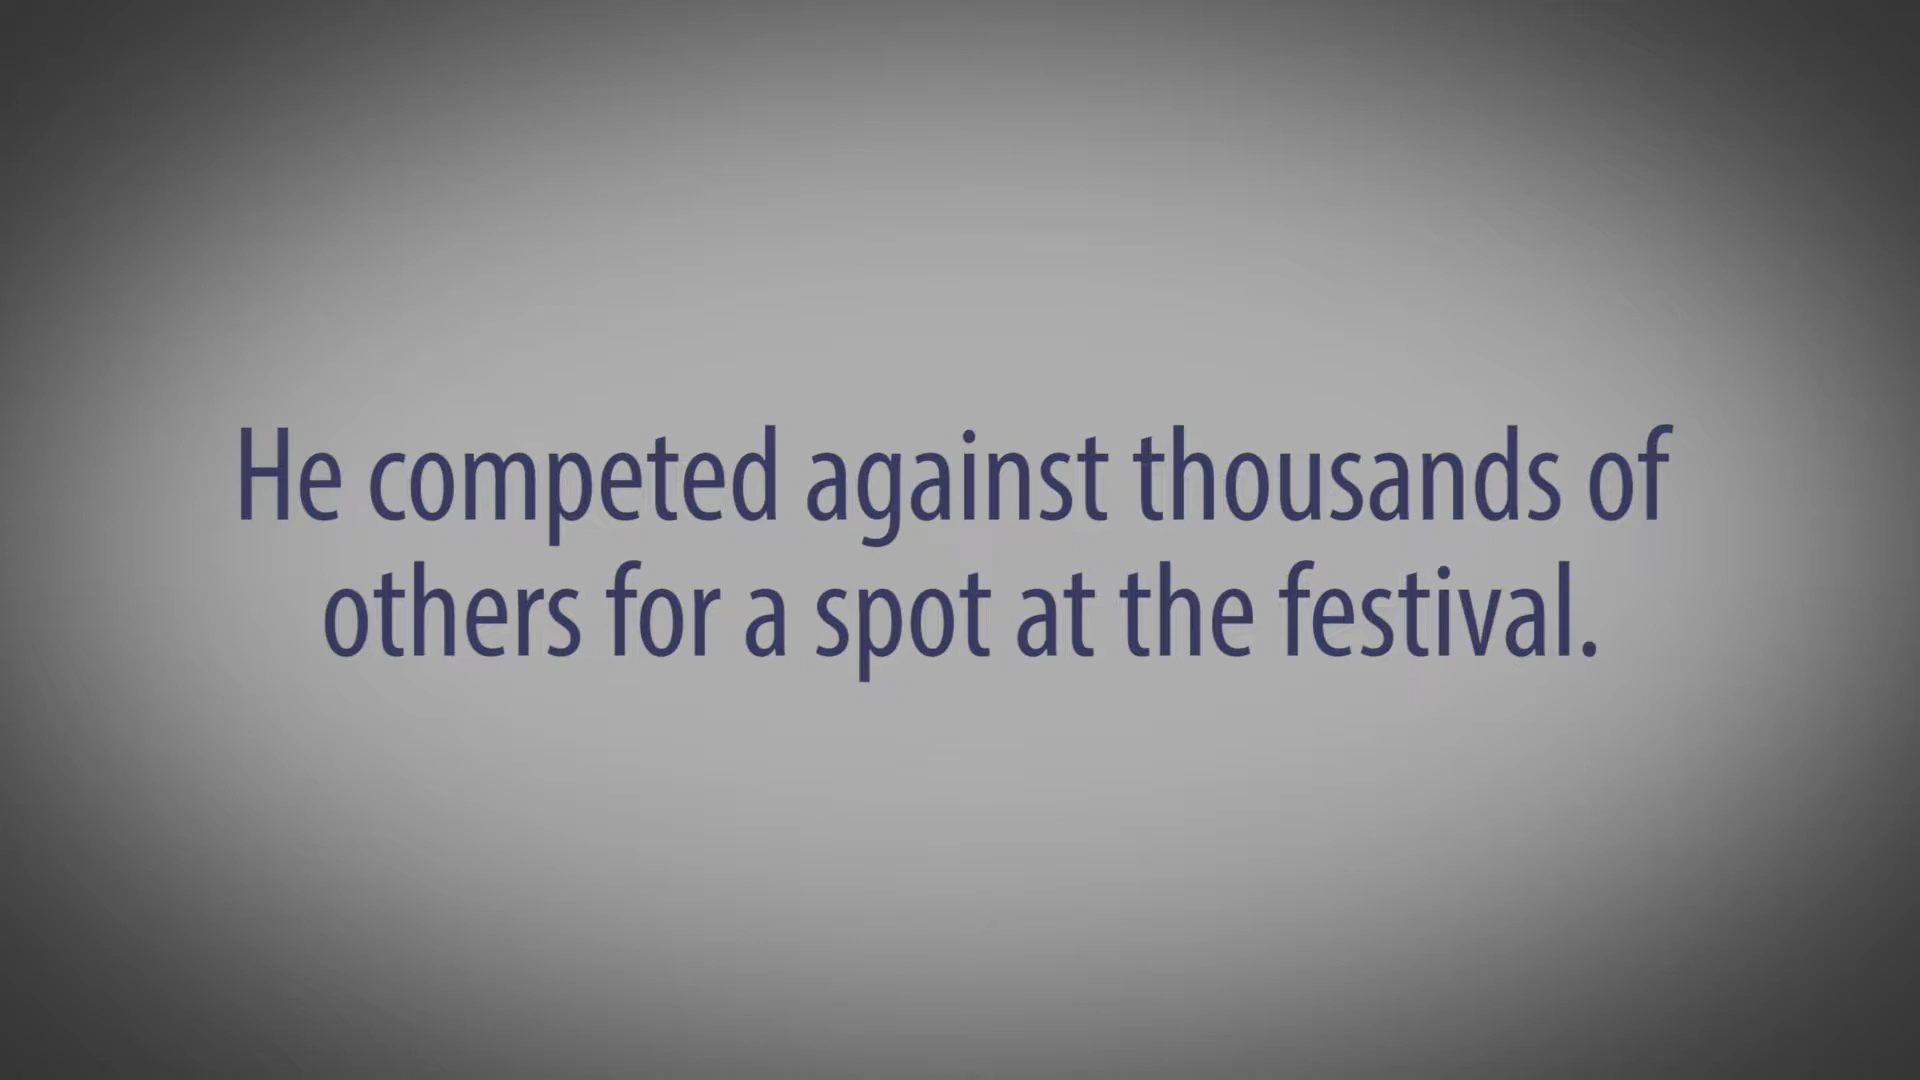 He competed against thousands of
others for a spot at the festival.